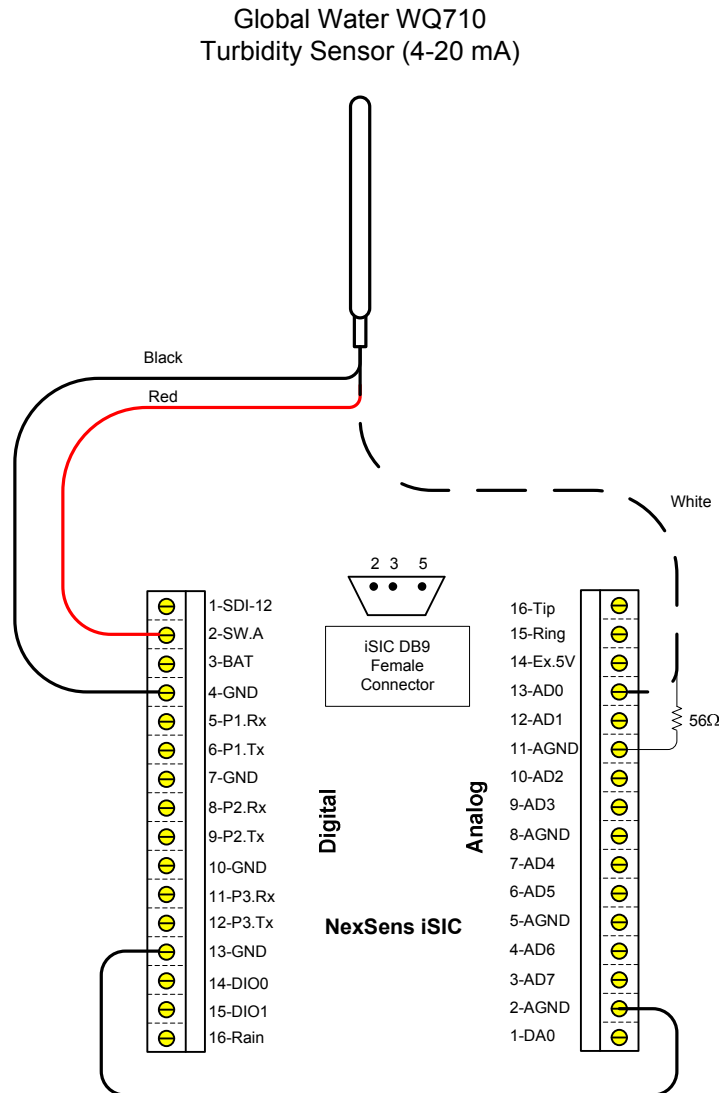 Global Water WQ710
Turbidity Sensor (4-20 mA)
Black
Red
White
2 3 5
iSIC DB9
Female
Connector
1-SDI-12
2-SW.A
3-BAT
4-GND
5-P1.Rx
6-P1.Tx
7-GND
8-P2.Rx
9-P2.Tx
10-GND
11-P3.Rx
12-P3.Tx
13-GND
14-DIO0
15-DIO1
16-Rain
Digital
Analog
NexSens iSIC
16-Tip
15-Ring
14-Ex.5V
13-AD0
12-AD1
11-AGND
10-AD2
9-AD3
8-AGND
7-AD4
6-AD5
5-AGND
4-AD6
3-AD7
2-AGND
1-DA0
56Ω